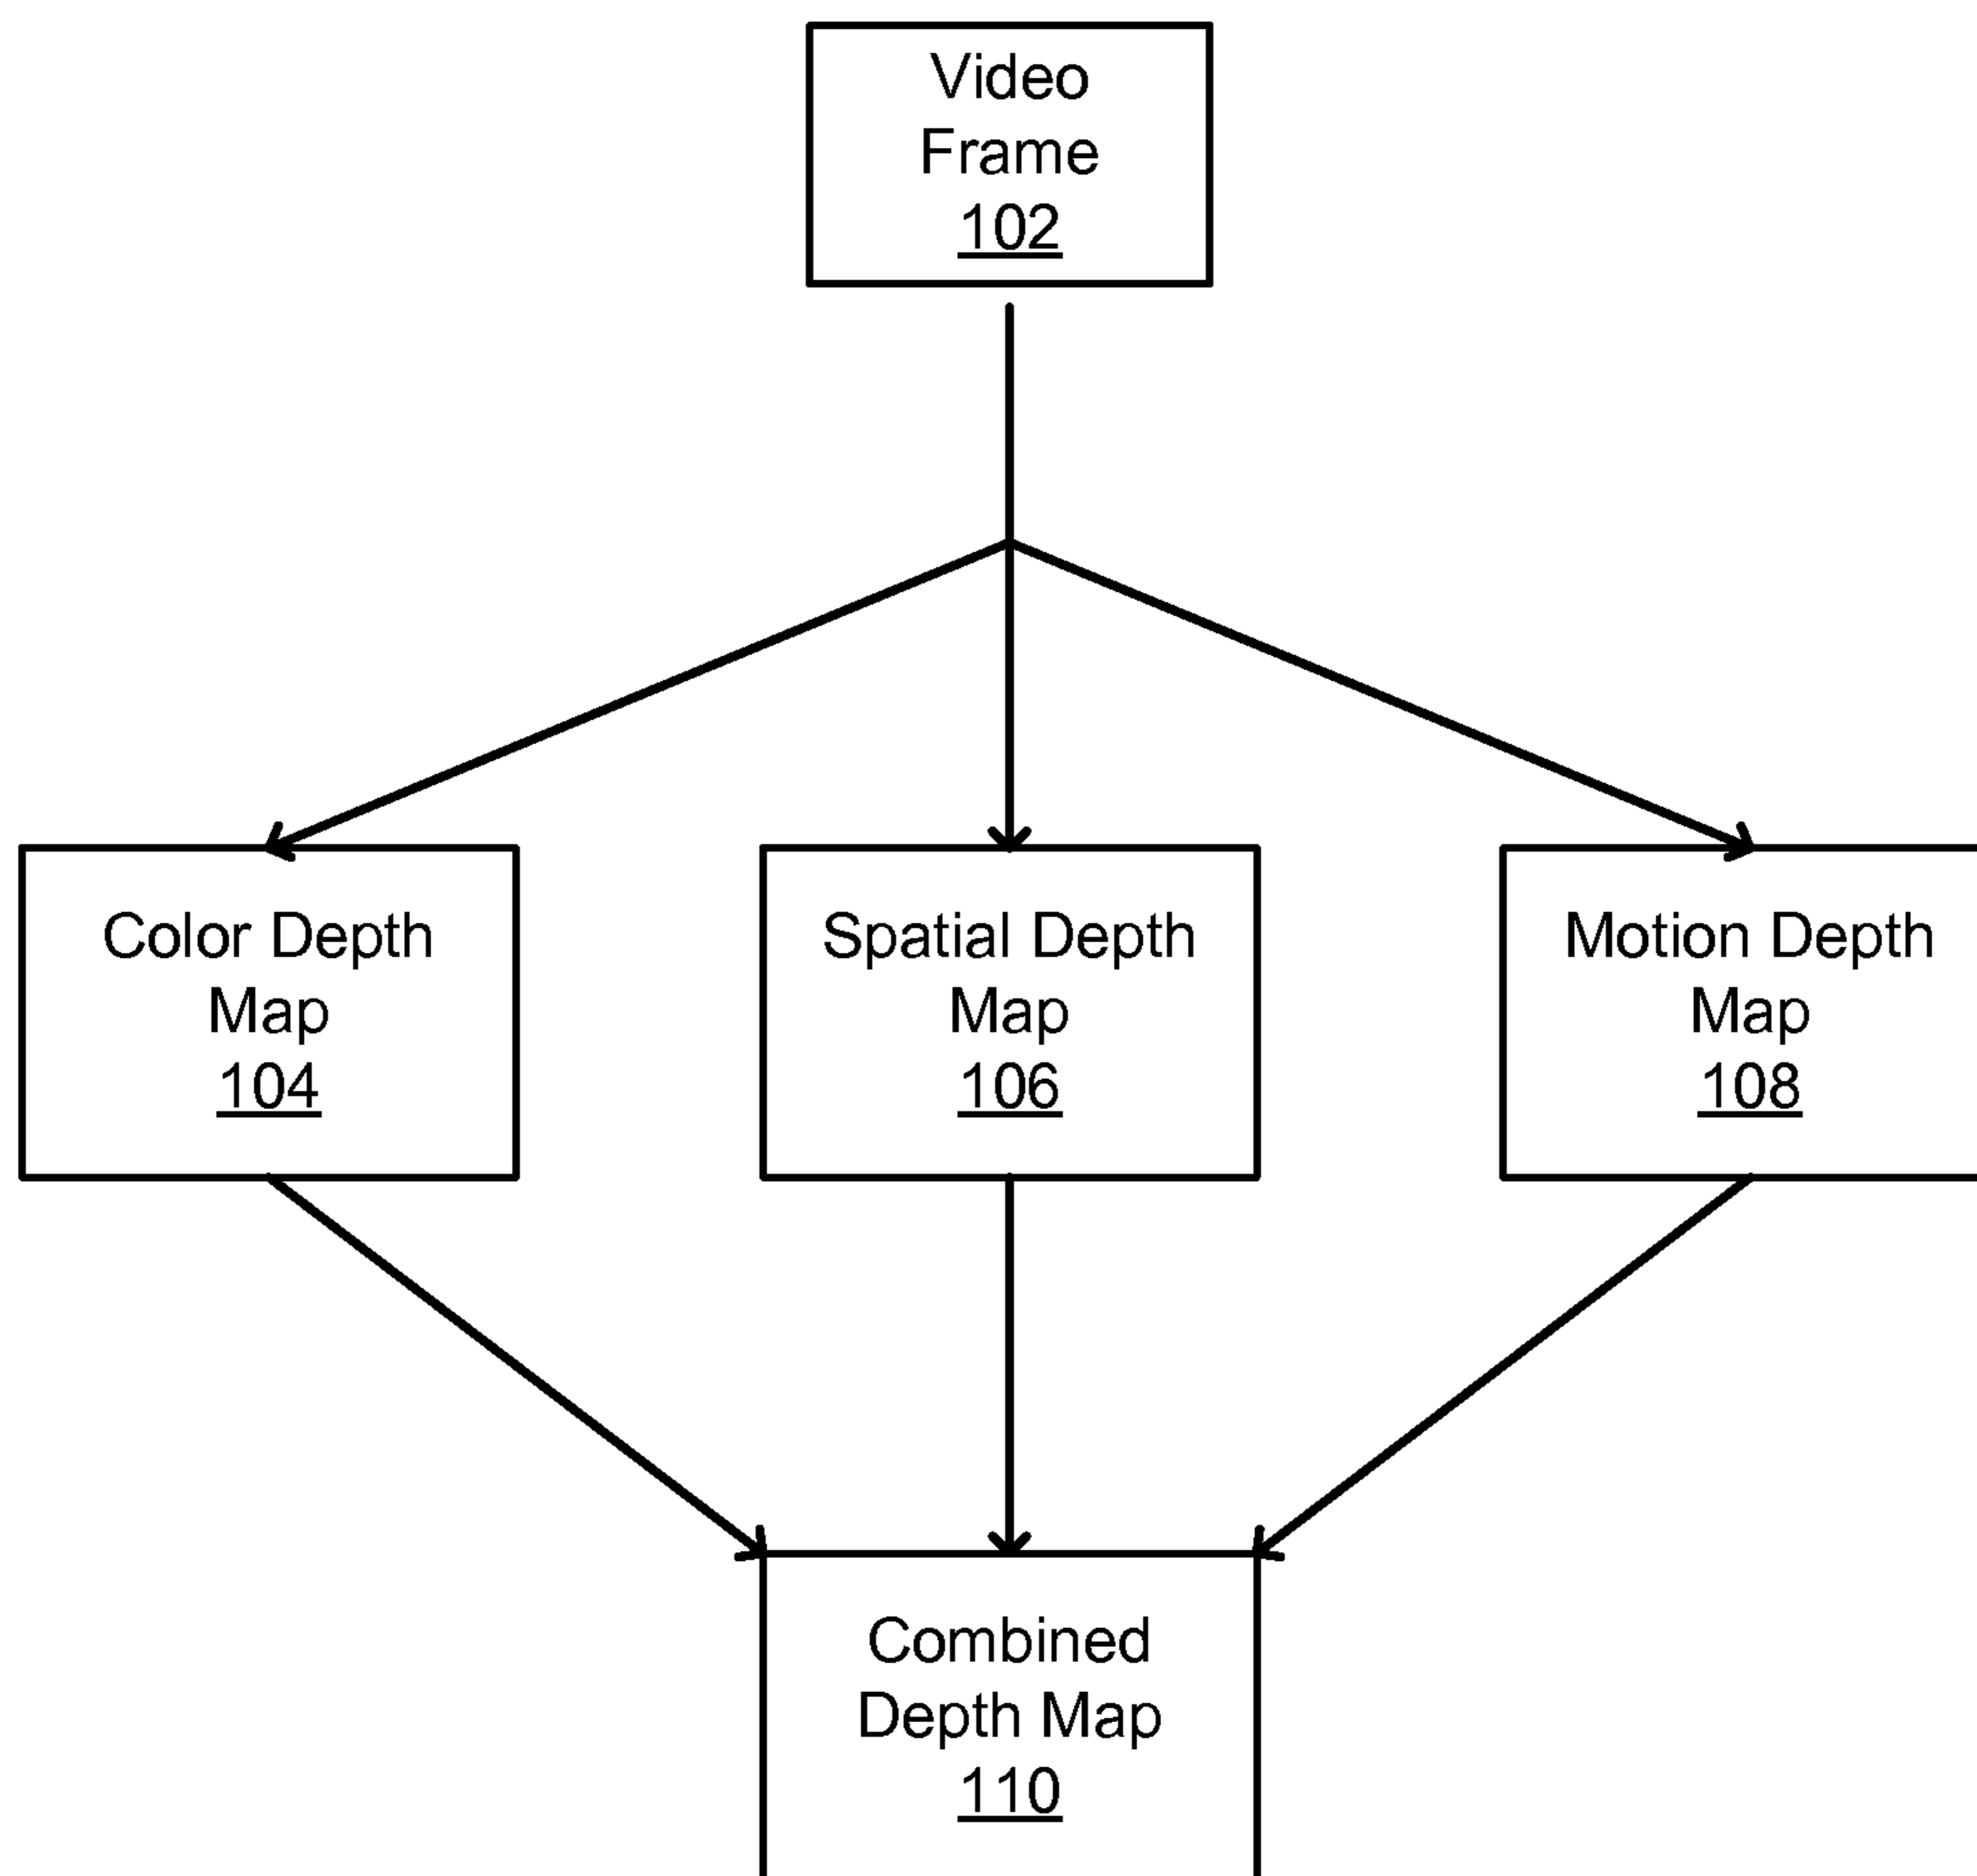 Video
Frame
102
Color Depth
Map
104
Spatial Depth
Map
106
Motion Depth
Map
108
Combined
Depth Map
110